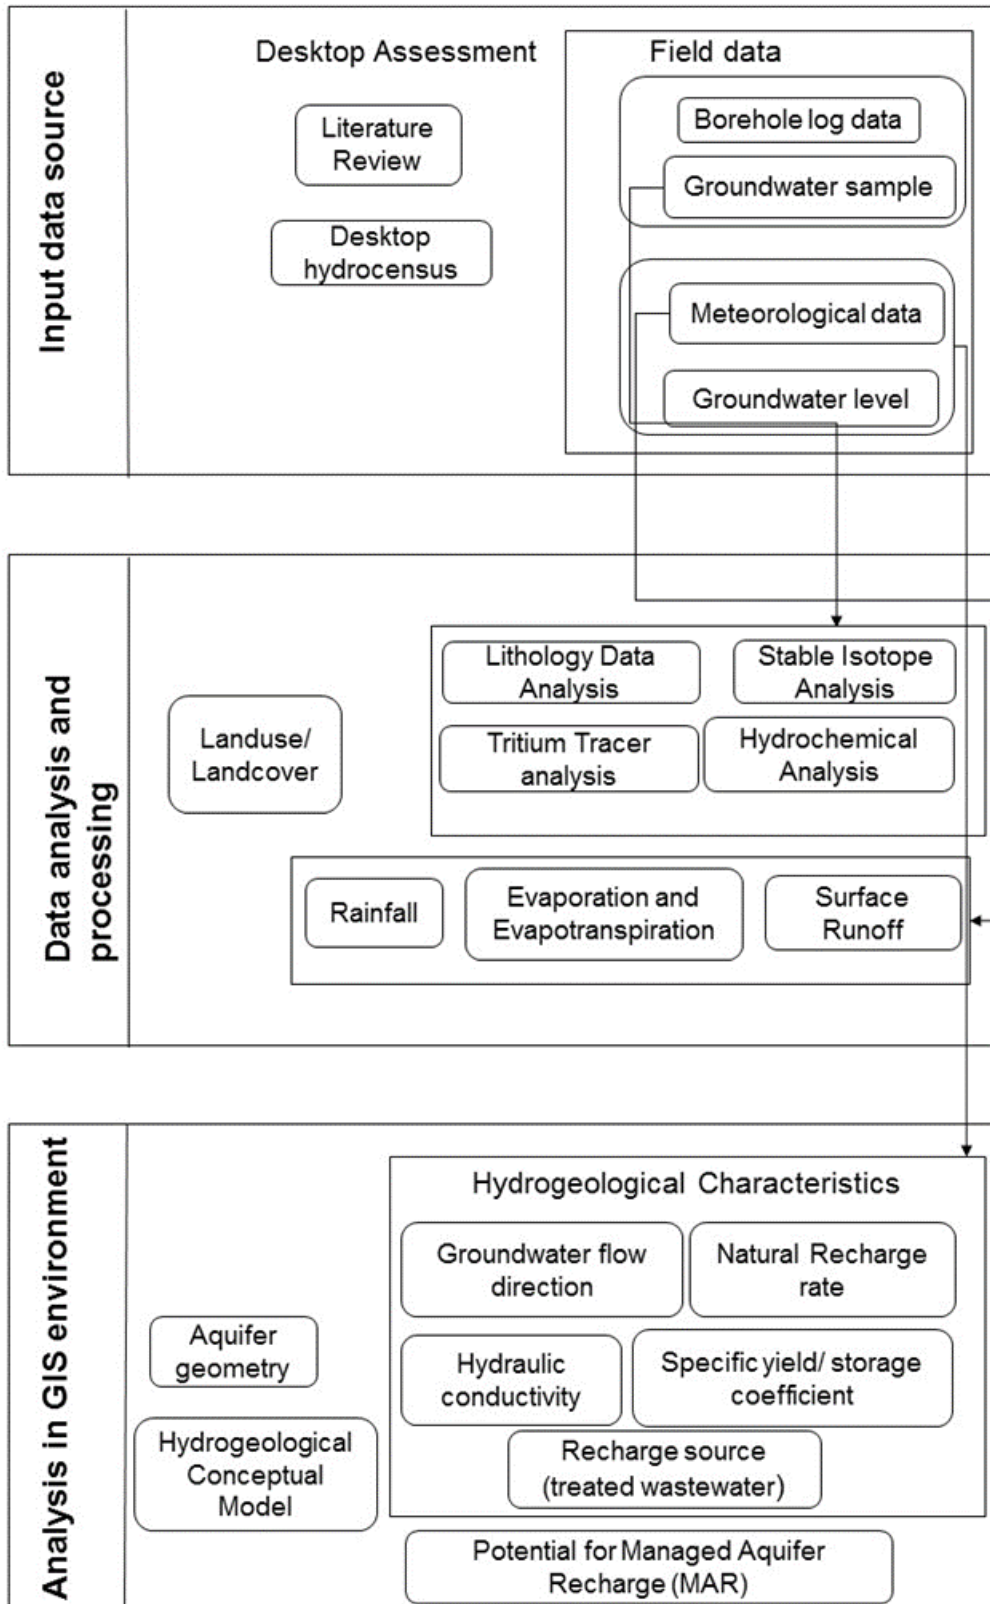 Input data source
Desktop Assessment
Literature
Review
Desktop
hydrocensus
Field data
Borehole log data
Groundwater sample
Meteorological data
Groundwater level
Data analysis and
processing
Landuse/
Landcover
Lithology Data
Analysis
Stable Isotope
Analysis
Tritium Tracer
analysis
Hydrochemical
Analysis
Rainfall
Evaporation and
Evapotranspiration
Surface
Runoff
Analysis in GIS environment
Aquifer
geometry
Hydrogeological
Conceptual
Model
Hydrogeological Characteristics
Groundwater flow
direction
Natural Recharge
rate
Hydraulic
conductivity
Specific yield/ storage
coefficient
Recharge source
(treated wastewater)
Potential for Managed Aquifer
Recharge (MAR)